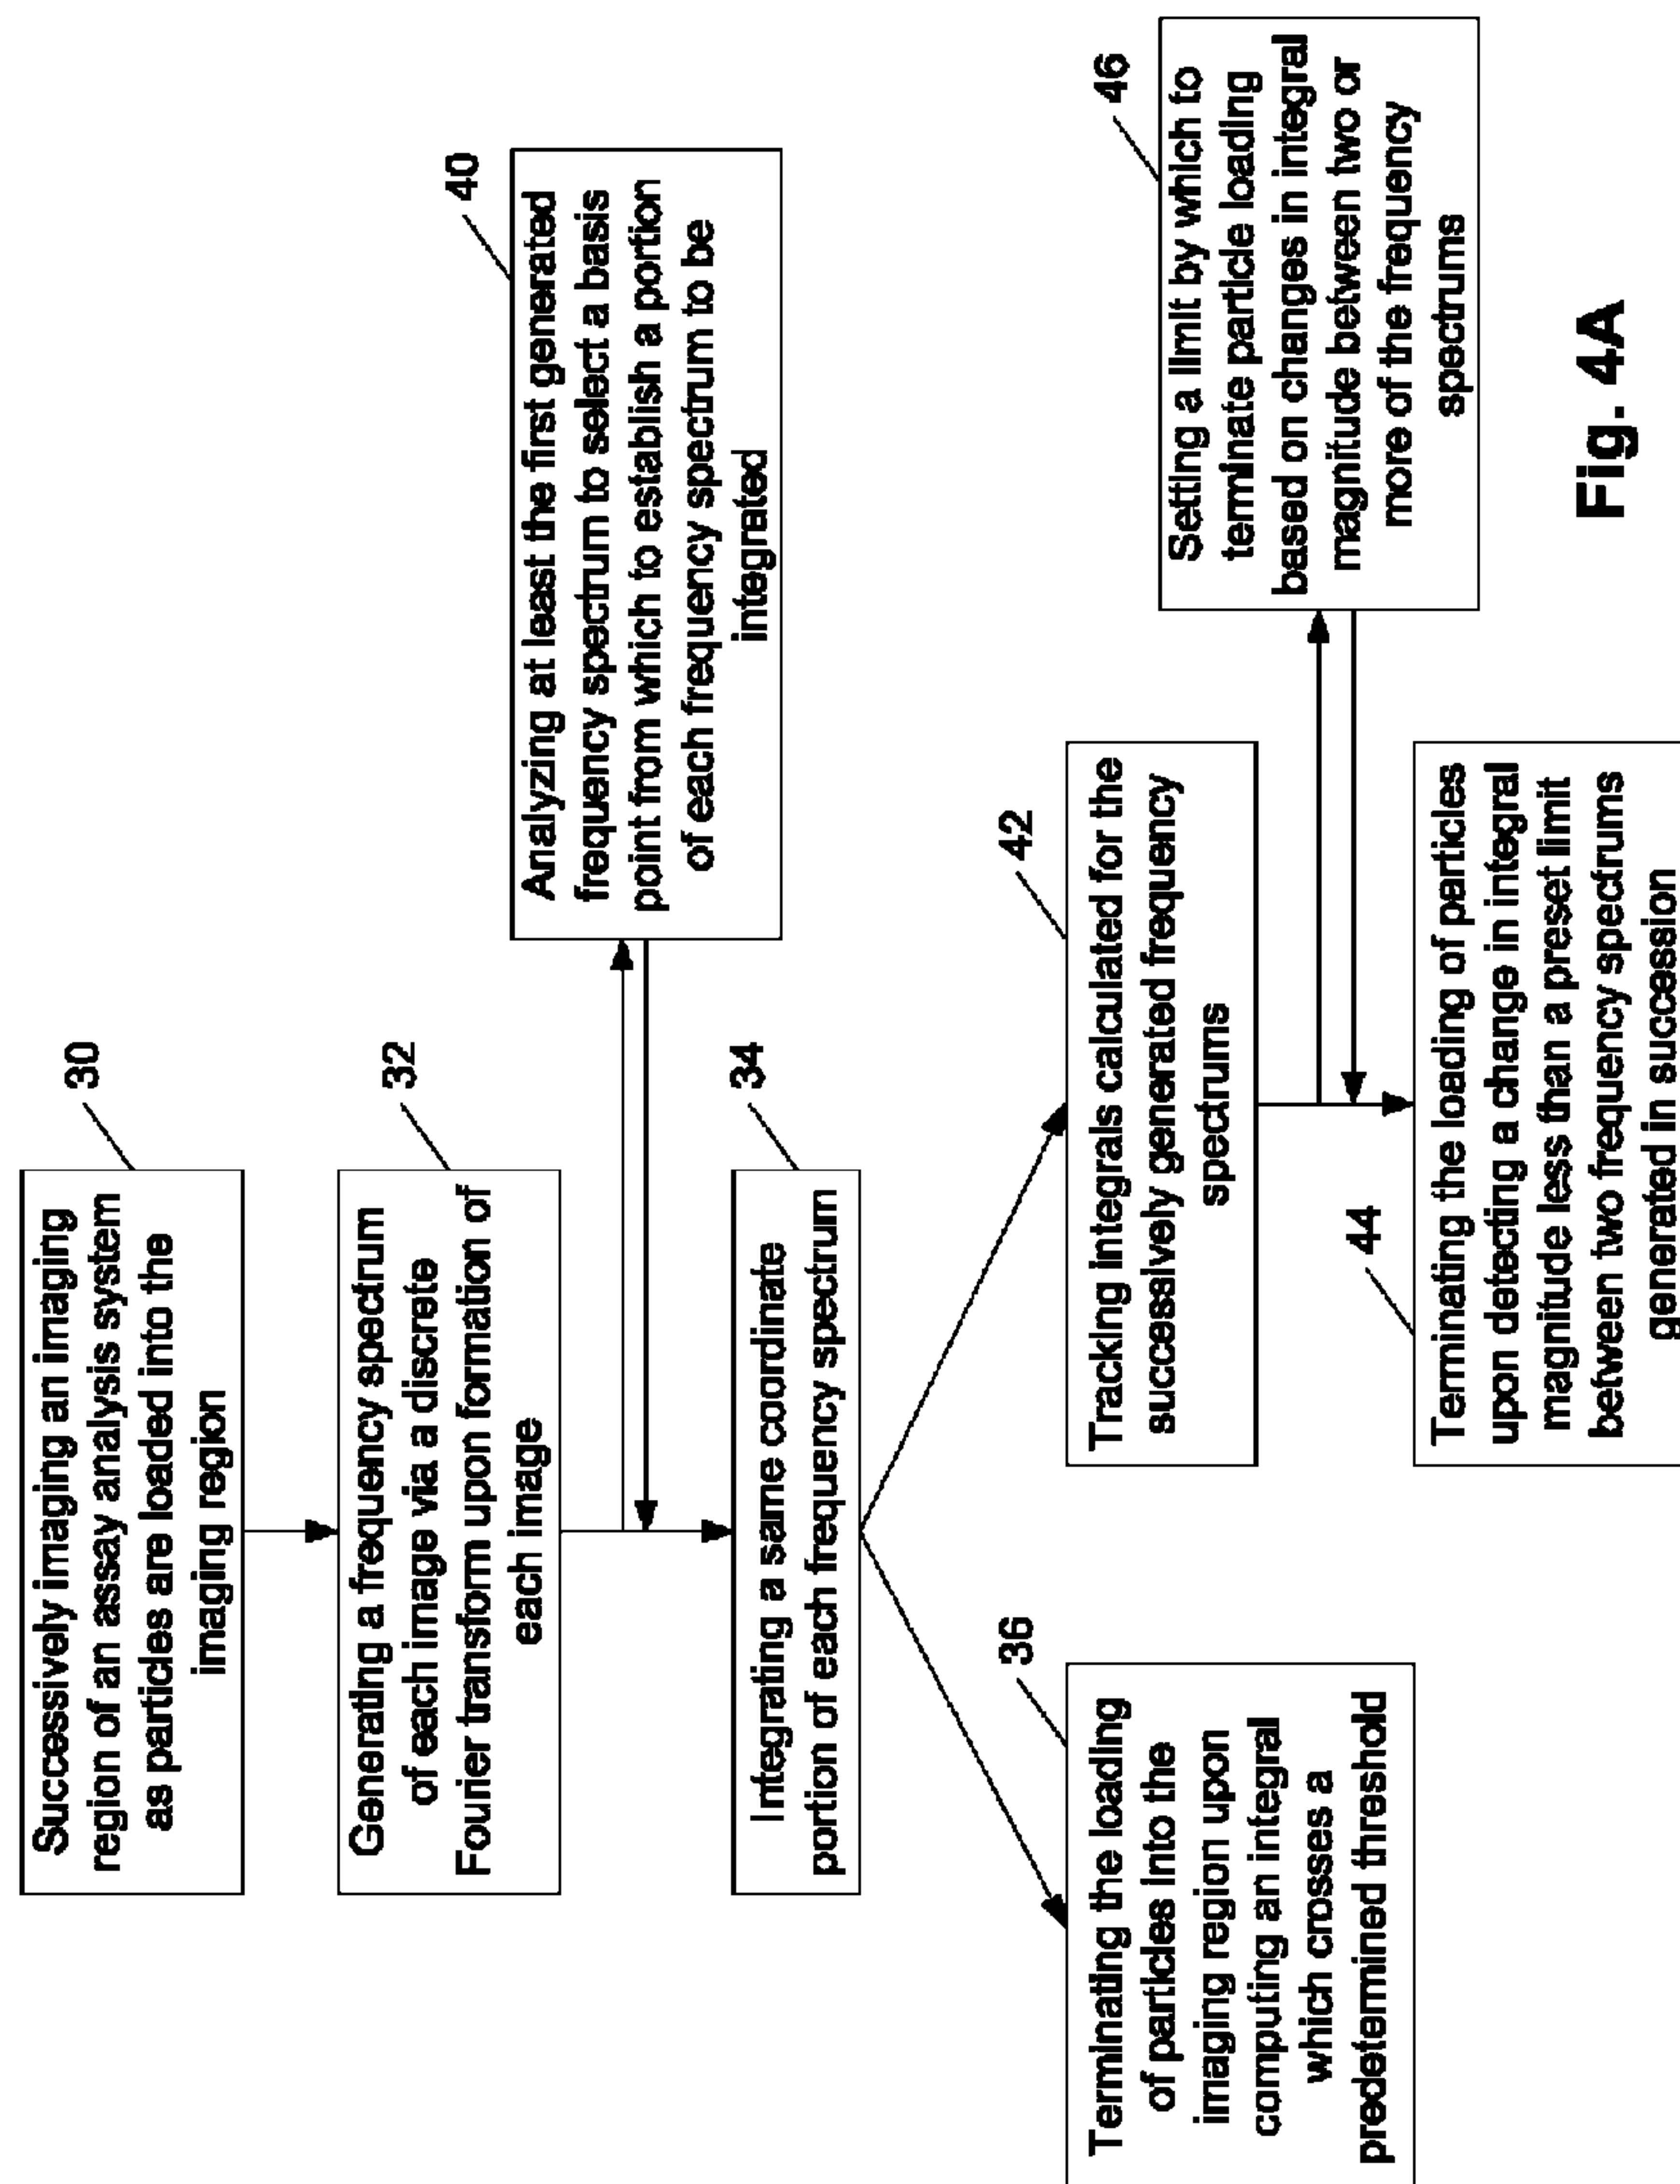 30
Successively imaging an imaging
region of an assay analysis system
as particles are loaded into the
imaging region
32
Generating a frequency spectrum
of each image via a discrete
Fourier transform upon formation of
each image
40
Analyzing at least the first generated
frequency spectrum to select a basis
point from which to establish a portion
of each frequency spectrum to be
integrated
34
Integrating a same coordinate
portion of each frequency spectrum
36
Terminating the loading
of particles into the
imaging region upon
computing an integral
which crosses a
predetermined threshold
42
Tracking integrals calculated for the
successively generated frequency
spectrums
46
Setting a limit by which to
terminate particle loading
based on changes in integral
magnitude between two or
more of the frequency
spectrums
44
Terminating the loading of particles
upon detecting a change in integral
magnitude less than a preset limit
between two frequency spectrums
generated in succession
Fig. 4A